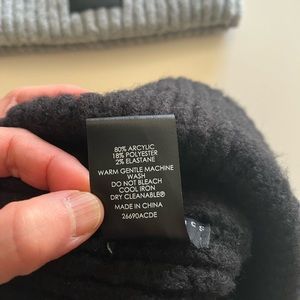 80% ARCYLIC
18% POLYESTER
2% ELASTANE
WARM GENTLE MACHINE
WASH
DO NOT BLEACH
COOL IRON
DRY CLEANABLE®
MADE IN CHINA
26690ACDE